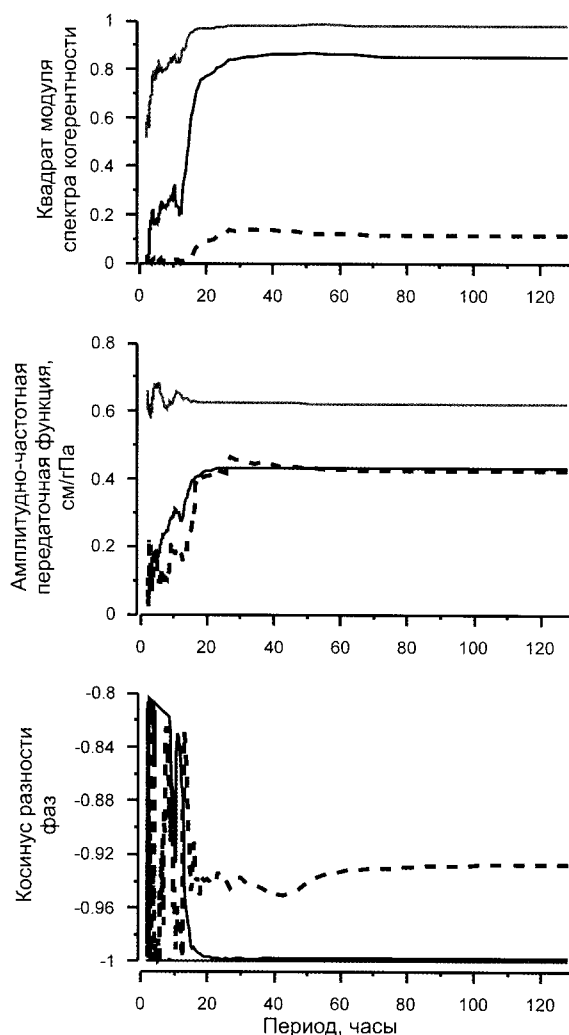 Квадрат модуля
спектра когерентности
1
0.8
0.6
0.4
0.2
0
0 20 40 60 80 100 120
Амплитудно-частотная
передаточная функция,
см/гПа
0.8
0.6
0.4
0.2
0
0 20 40 60 80 100 120
Косинус разности
фаз
-0.8
-0.84
-0.88
-0.92
-0.96
-1
0 20 40 60 80 100 120
Период, часы